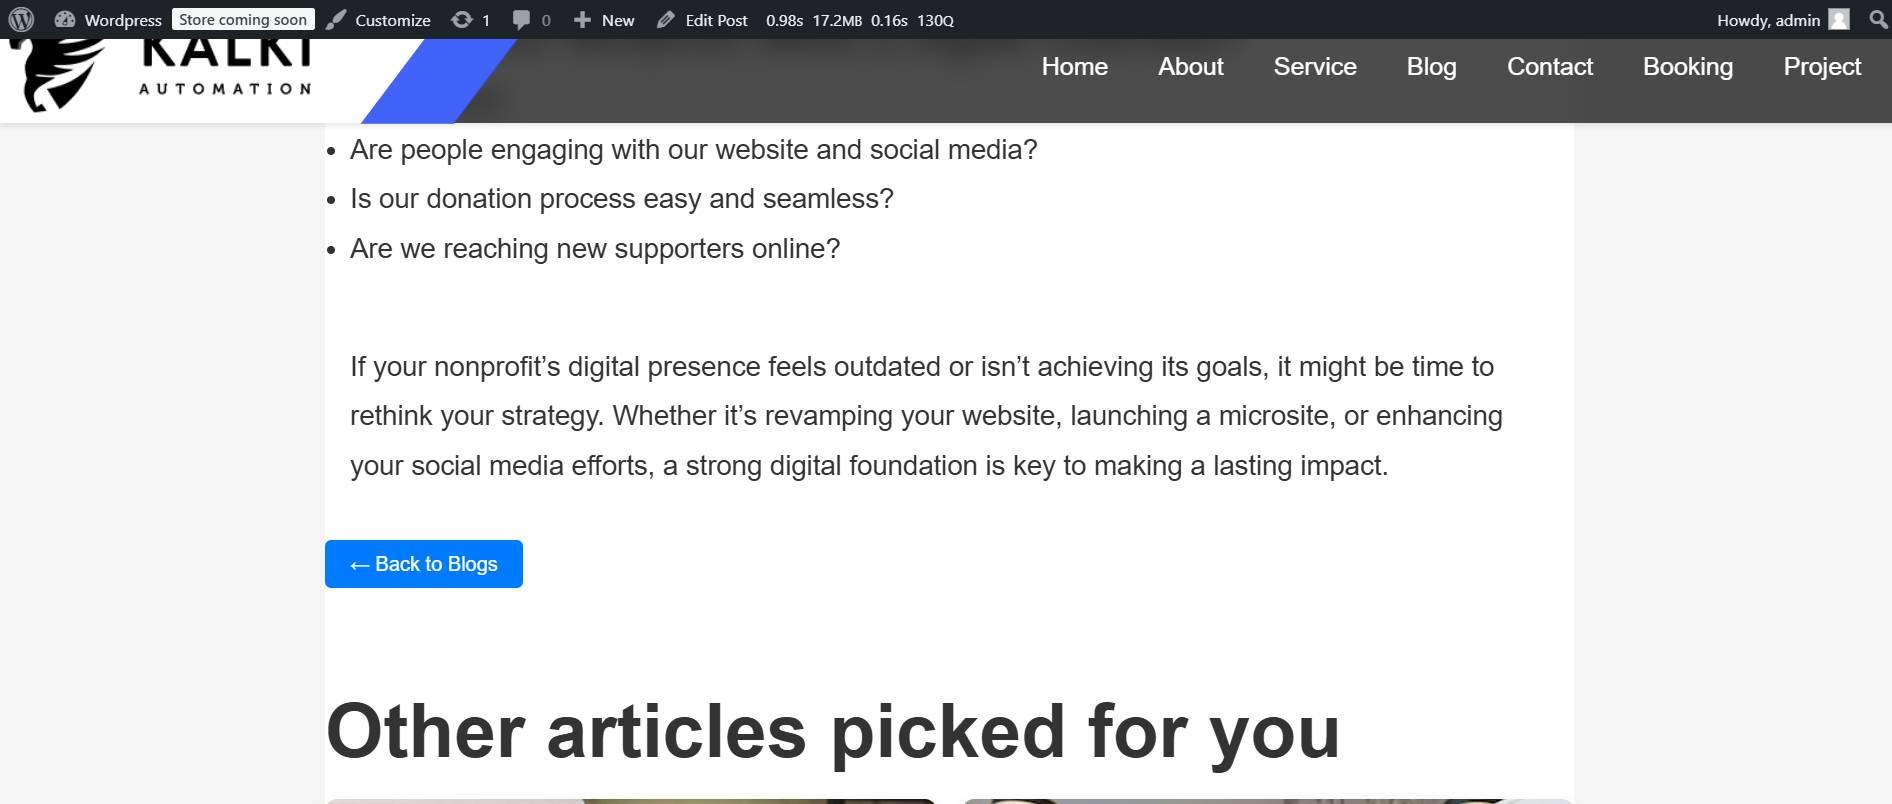 Wordpress Store coming soon Customize 1 0 New Edit Post 0.98s 17.2MB 0.16s 130Q Howdy, admin
KALKI
AUTOMATION
Home About Service Blog Contact Booking Project
• Are people engaging with our website and social media?
• Is our donation process easy and seamless?
• Are we reaching new supporters online?
If your nonprofit’s digital presence feels outdated or isn’t achieving its goals, it might be time to
rethink your strategy. Whether it’s revamping your website, launching a microsite, or enhancing
your social media efforts, a strong digital foundation is key to making a lasting impact.
← Back to Blogs
Other articles picked for you